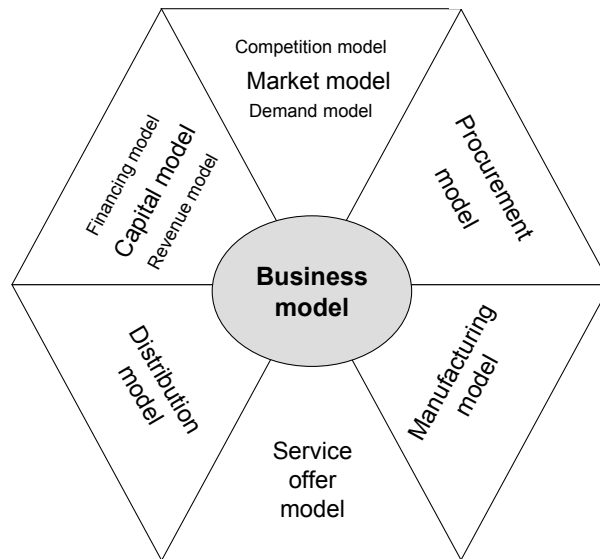 Competition model
Market model
Demand model
Procurement
model
Manufacturing
model
Service
offer
model
Distribution
model
Financing model
Capital model
Revenue model
Business
model